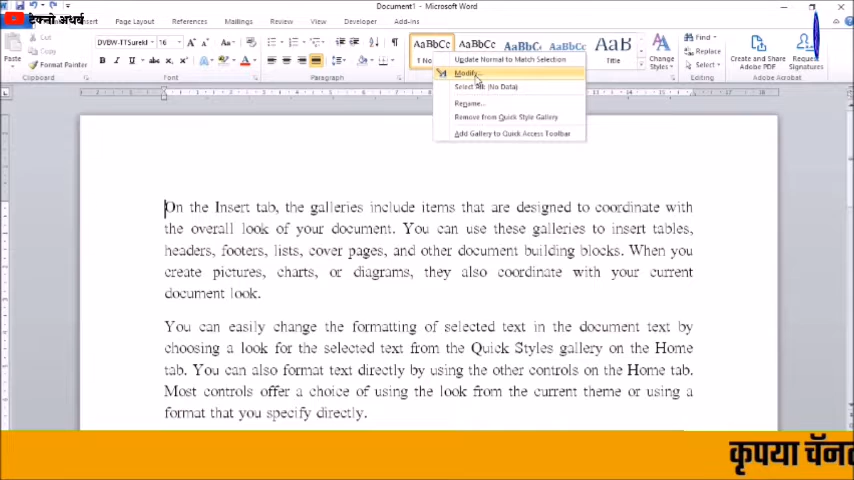 Document1 - Microsoft Word
टेक्नो अथर्व
Page Layout References Mailings Review View Developer Add-Ins
Cut
Copy
Paste
Format Painter
DVBW-TTSurekh 16
AaBbCc AaBbCc AaBbCc AaBbCc AaB
1 No Title
Change Styles
Find
Replace
Select
Create and Share Adobe PDF
Request Signatures
Clipboard Font Paragraph Styles Editing Adobe Acrobat
Update Normal to Match Selection
Modify...
Select All: (No Data)
Rename...
Remove from Quick Style Gallery
Add Gallery to Quick Access Toolbar
On the Insert tab, the galleries include items that are designed to coordinate with
the overall look of your document. You can use these galleries to insert tables,
headers, footers, lists, cover pages, and other document building blocks. When you
create pictures, charts, or diagrams, they also coordinate with your current
document look.
You can easily change the formatting of selected text in the document text by
choosing a look for the selected text from the Quick Styles gallery on the Home
tab. You can also format text directly by using the other controls on the Home tab.
Most controls offer a choice of using the look from the current theme or using a
format that you specify directly.
कृपया चॅनल